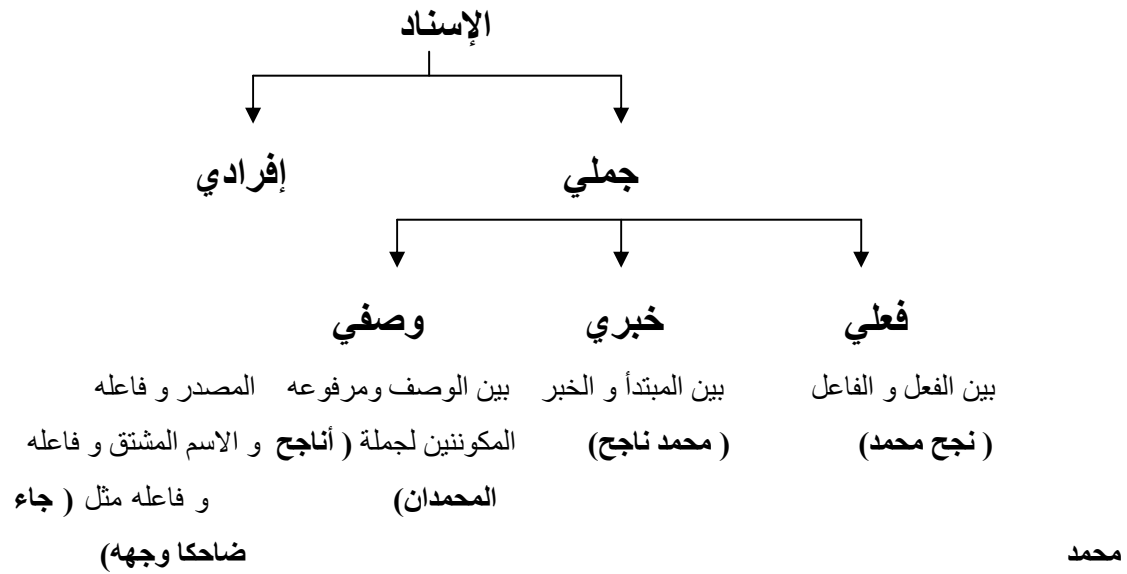 الإسناد
جملي إفرادي
فعلي خبري وصفي
بين الفعل و الفاعل بين المبتدأ و الخبر بين الوصف ومرفوعه المصدر و فاعله
( نجح محمد) ( محمد ناجح) المكوننين لجملة ( أناجح و الاسم المشتق و فاعله
المحمدان) و فاعله مثل ( جاء
محمد ضاحكا وجهه)